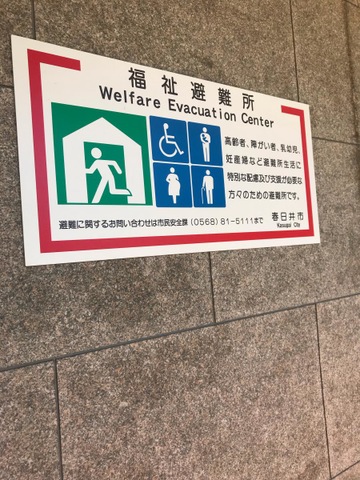 福祉避難所
Welfare Evacuation Center
高齢者、障がい者、乳幼児、
妊産婦など避難所生活に
特別な配慮及び支援が必要な
方々のための避難所です。
避難に関するお問い合わせは市民安全課(0568)81-5111まで
春日井市
Kasugai City